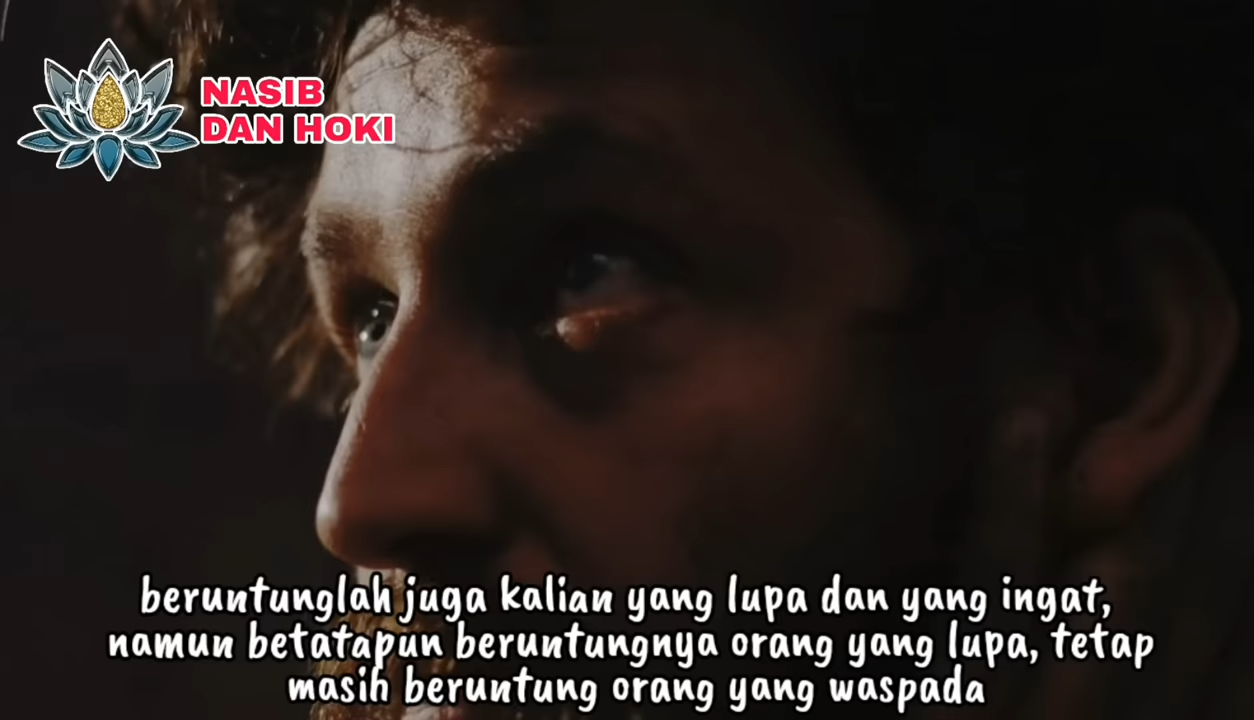 NASIB
DAN HOKI
beruntunglah juga kalian yang lupa dan yang ingat,
namun betatapun beruntungnya orang yang lupa, tetap
masih beruntung orang yang waspada